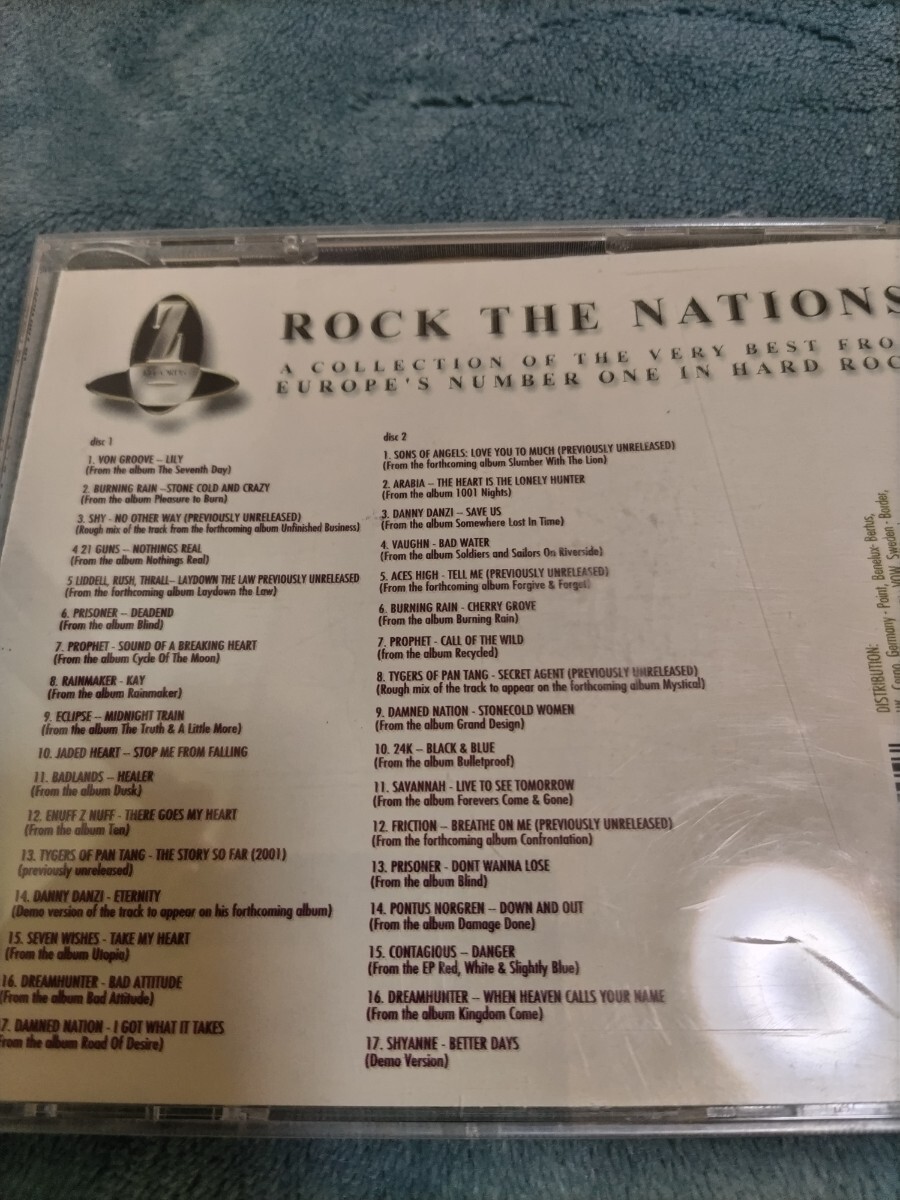 Z
ROCK THE NATIONS
A COLLECTION OF THE VERY BEST FRO
EUROPE'S NUMBER ONE IN HARD ROC
disc 1
1. VON GROOVE – LILY
(From the album The Seventh Day)
2. BURNING RAIN –STONE COLD AND CRAZY
(From the album Pleasure to Burn)
3. SHY - NO OTHER WAY (PREVIOUSLY UNRELEASED)
(Rough mix of the track from the forthcoming album Unfinished Business)
4 21 GUNS – NOTHINGS REAL
(From the album Nothings Real)
5 LIDDELL, RUSH, THRALL– LAYDOWN THE LAW PREVIOUSLY UNRELEASED
(From the forthcoming album Laydown the Law)
6. PRISONER – DEADEND
(From the album Blind)
7. PROPHET - SOUND OF A BREAKING HEART
(From the album Cycle Of The Moon)
8. RAINMAKER - KAY
(From the album Rainmaker)
9. ECLIPSE – MIDNIGHT TRAIN
(from the album The Truth & A Little More)
10. JADED HEART – STOP ME FROM FALLING
11. BADLANDS – HEALER
(From the album Dusk)
12. ENUFF Z NUFF - THERE GOES MY HEART
(From the album Ten)
13. TYGERS OF PAN TANG - THE STORY SO FAR (2001)
(previously unreleased)
14. DANNY DANZI - ETERNITY
(Demo version of the track to appear on his forthcoming album)
15. SEVEN WISHES - TAKE MY HEART
(From the album Utopia)
16. DREAMHUNTER - BAD ATTITUDE
(From the album Bad Attitude)
7. DAMNED NATION - I GOT WHAT IT TAKES
From the album Road Of Desire)
disc 2
1. SONS OF ANGELS: LOVE YOU TO MUCH (PREVIOUSLY UNRELEASED)
(From the forthcoming album Slumber With The Lion)
2. ARABIA – THE HEART IS THE LONELY HUNTER
(From the album 1001 Nights)
3. DANNY DANZI – SAVE US
(From the album Somewhere Lost In Time)
4. VAUGHN - BAD WATER
(From the album Soldiers and Sailors On Riverside)
5. ACES HIGH - TELL ME (PREVIOUSLY UNRELEASED)
(From the forthcoming album Forgive & Forget)
6. BURNING RAIN - CHERRY GROVE
(From the album Burning Rain)
7. PROPHET - CALL OF THE WILD
(from the album Recycled)
8. TYGERS OF PAN TANG - SECRET AGENT (PREVIOUSLY UNRELEASED)
(Rough mix of the track to appear on the forthcoming album Mystical)
9. DAMNED NATION - STONECOLD WOMEN
(From the album Grand Design)
10. 24K – BLACK & BLUE
(From the album Bulletproof)
11. SAVANNAH - LIVE TO SEE TOMORROW
(From the album Forevers Come & Gone)
12. FRICTION – BREATHE ON ME (PREVIOUSLY UNRELEASED)
(From the forthcoming album Confrontation)
13. PRISONER - DONT WANNA LOSE
(From the album Blind)
14. PONTUS NORGREN – DOWN AND OUT
(From the album Damage Done)
15. CONTAGIOUS – DANGER
(From the EP Red, White & Slightly Blue)
16. DREAMHUNTER – WHEN HEAVEN CALLS YOUR NAME
(From the album Kingdom Come)
17. SHYANNE - BETTER DAYS
(Demo Version)
DISTRIBUTION:
Germany - Point, Benelux- Bertus,
Sweden - Border,